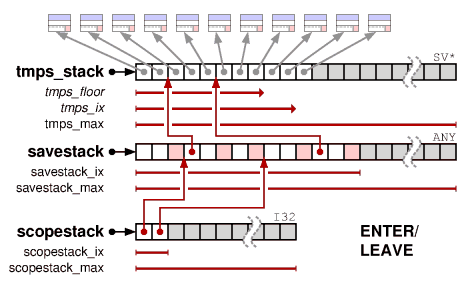 SV*
tmps_stack
tmps_floor
tmps_ix
tmps_max
ANY
savestack
savestack_ix
savestack_max
I32
scopestack
scopestack_ix
scopestack_max
ENTER/
LEAVE